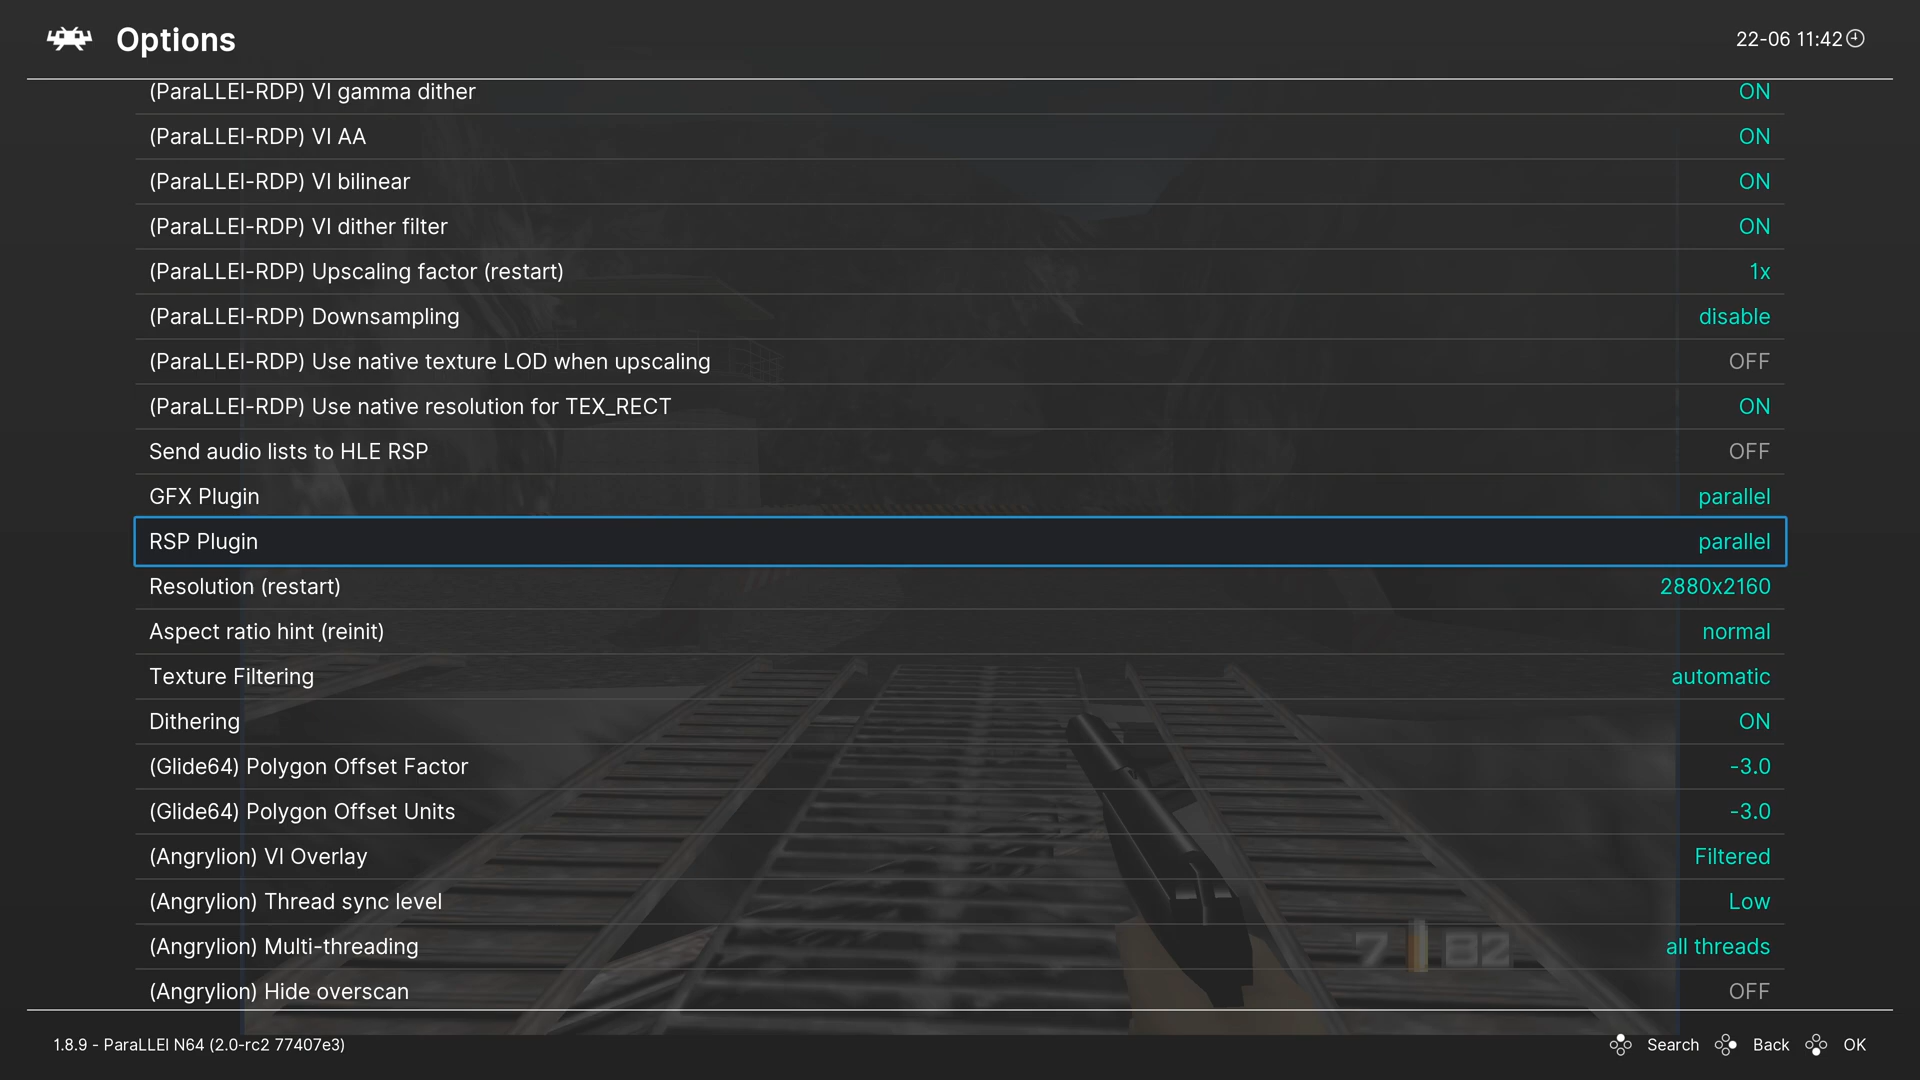 Options
22-06 11:42
(ParaLLEl-RDP) VI gamma dither ON
(ParaLLEl-RDP) VI AA ON
(ParaLLEl-RDP) VI bilinear ON
(ParaLLEl-RDP) VI dither filter ON
(ParaLLEl-RDP) Upscaling factor (restart) 1x
(ParaLLEl-RDP) Downsampling disable
(ParaLLEl-RDP) Use native texture LOD when upscaling OFF
(ParaLLEl-RDP) Use native resolution for TEX_RECT ON
Send audio lists to HLE RSP OFF
GFX Plugin parallel
RSP Plugin parallel
Resolution (restart) 2880x2160
Aspect ratio hint (reinit) normal
Texture Filtering automatic
Dithering ON
(Glide64) Polygon Offset Factor -3.0
(Glide64) Polygon Offset Units -3.0
(Angrylion) VI Overlay Filtered
(Angrylion) Thread sync level Low
(Angrylion) Multi-threading all threads
7 82
(Angrylion) Hide overscan OFF
1.8.9 - ParaLLEl N64 (2.0-rc2 77407e3)
Search Back OK